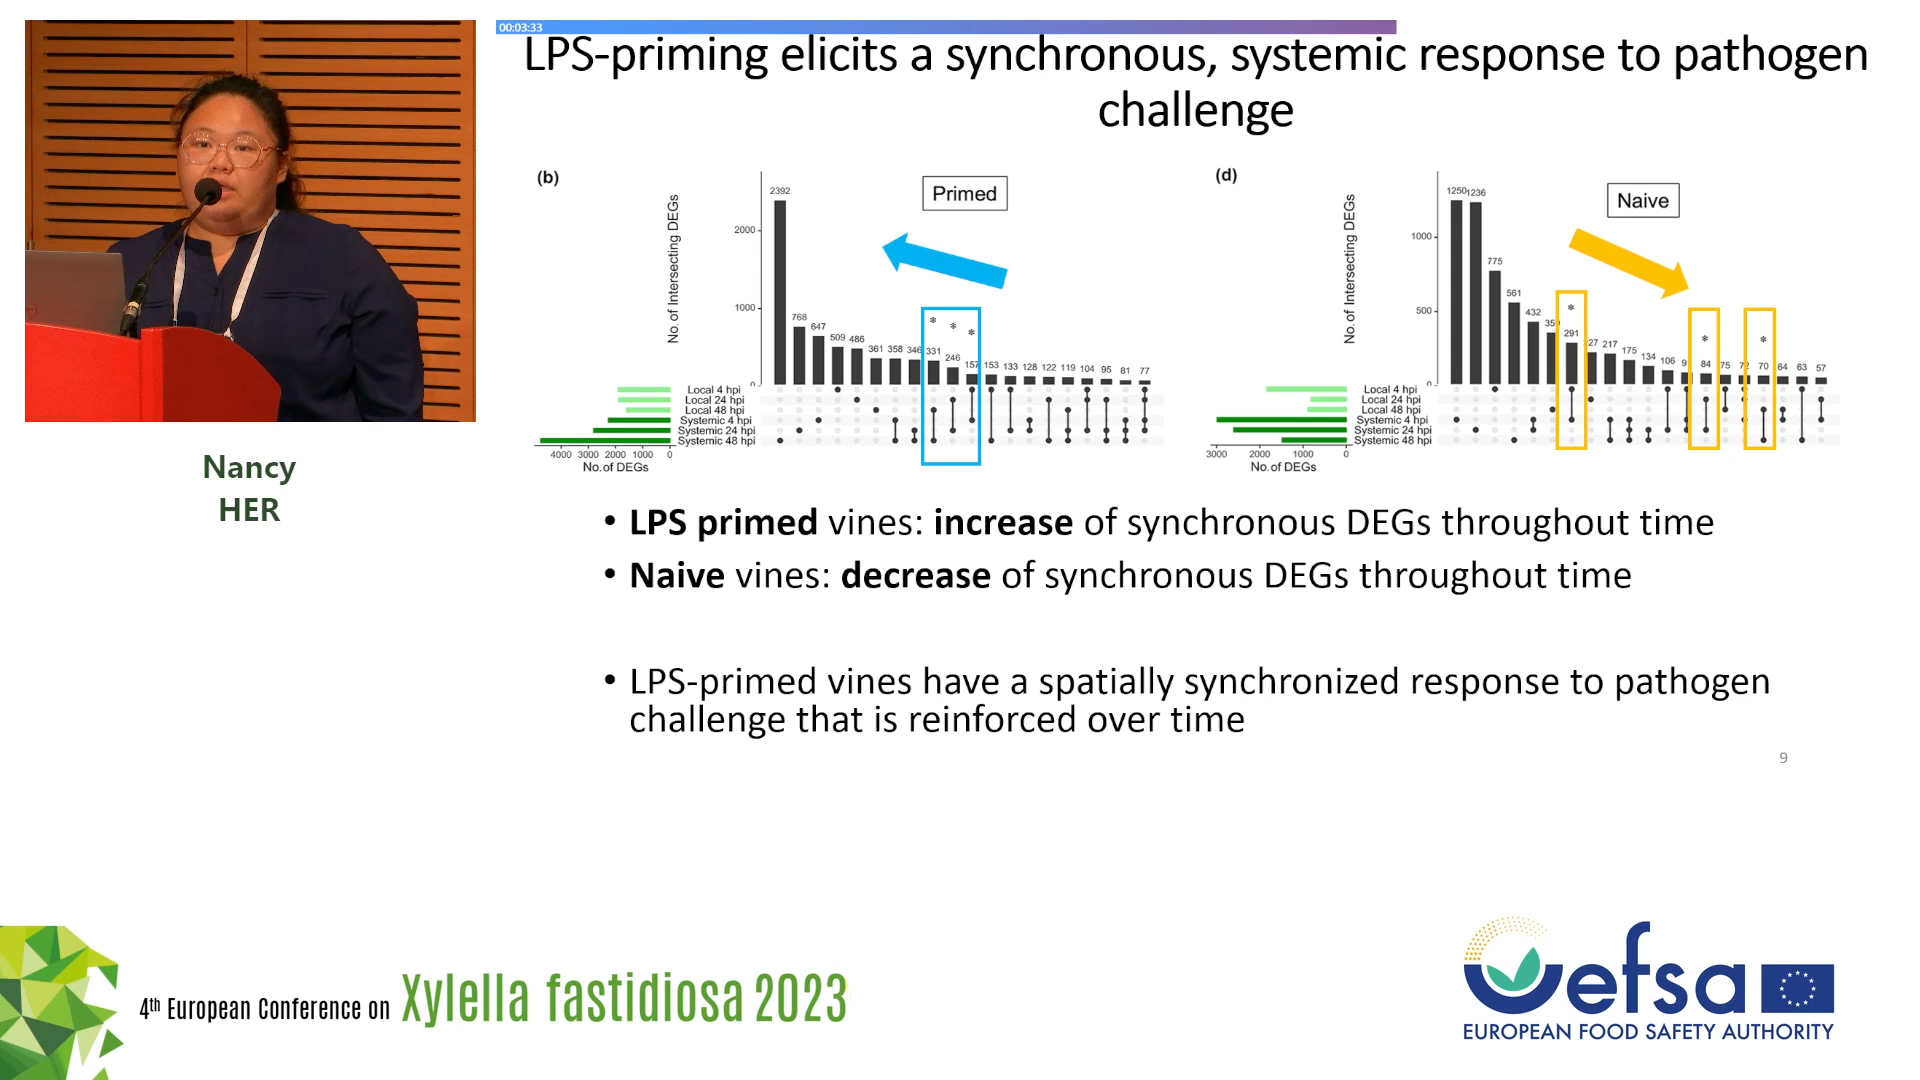 00:03:33
LPS-priming elicits a synchronous, systemic response to pathogen
challenge
(b)
Primed
No. of Intersecting DEGs
2000
1000
0
2392
768 647 509 486 361 358 346 331 246 157 153 133 128 122 119 104 95 81 77
Local 4 hpi
Local 24 hpi
Local 48 hpi
Systemic 4 hpi
Systemic 24 hpi
Systemic 48 hpi
4000 3000 2000 1000 0
No. of DEGs
(d)
Naive
No. of Intersecting DEGs
1000
500
0
1250 1236
775 561 432 291 217 175 134 106 84 75 70 64 63 57
Local 4 hpi
Local 24 hpi
Local 48 hpi
Systemic 4 hpi
Systemic 24 hpi
Systemic 48 hpi
3000 2000 1000 0
No. of DEGs
* * *
* * *
Nancy
HER
• LPS primed vines: increase of synchronous DEGs throughout time
• Naive vines: decrease of synchronous DEGs throughout time
• LPS-primed vines have a spatially synchronized response to pathogen
challenge that is reinforced over time
9
4th European Conference on Xylella fastidiosa 2023
efsa
EUROPEAN FOOD SAFETY AUTHORITY